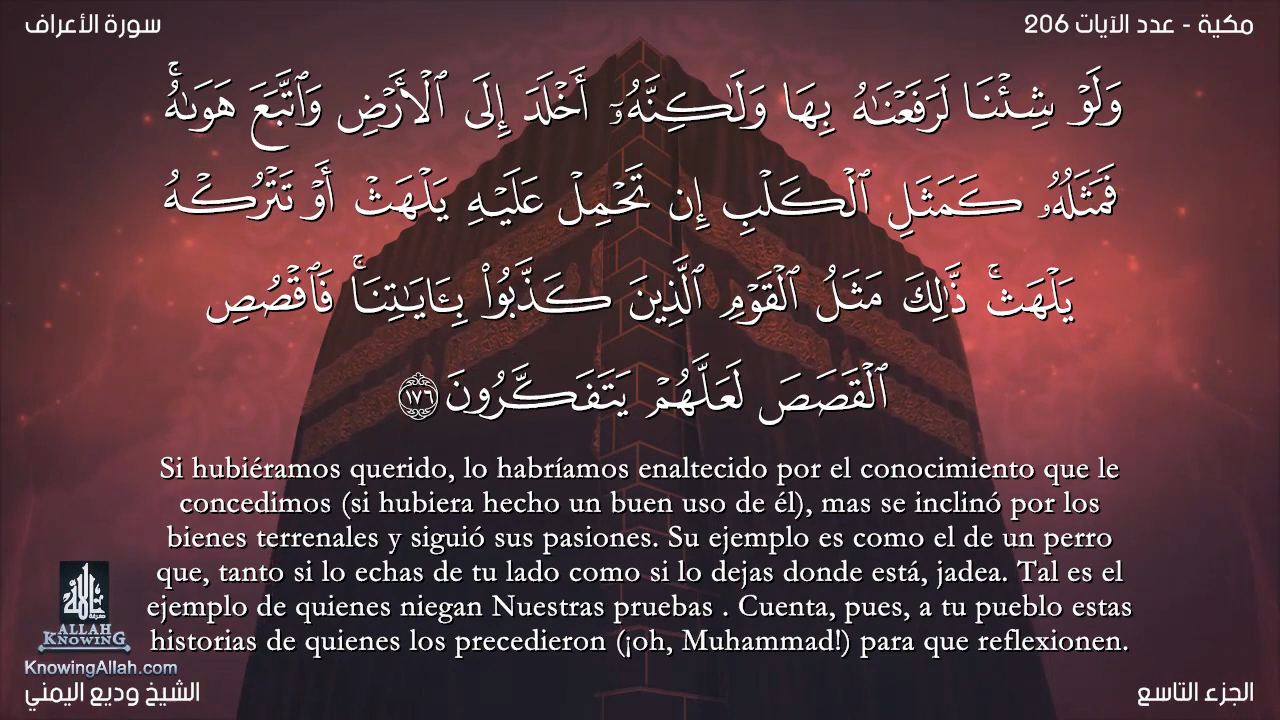 سورة الأعراف
مكية - عدد الآيات 206
وَلَوْ شِئْنَا لَرَفَعْنَٰهُ بِهَا وَلَٰكِنَّهُۥٓ أَخْلَدَ إِلَى ٱلْأَرْضِ وَٱتَّبَعَ هَوَىٰهُ ۚ
فَمَثَلُهُۥ كَمَثَلِ ٱلْكَلْبِ إِن تَحْمِلْ عَلَيْهِ يَلْهَثْ أَوْ تَتْرُكْهُ
يَلْهَث ۚ ذَّٰلِكَ مَثَلُ ٱلْقَوْمِ ٱلَّذِينَ كَذَّبُوا۟ بِـَٔايَٰتِنَا ۚ فَٱقْصُصِ
ٱلْقَصَصَ لَعَلَّهُمْ يَتَفَكَّرُونَ ١٧٦
Si hubiéramos querido, lo habríamos enaltecido por el conocimiento que le
concedimos (si hubiera hecho un buen uso de él), mas se inclinó por los
bienes terrenales y siguió sus pasiones. Su ejemplo es como el de un perro
que, tanto si lo echas de tu lado como si lo dejas donde está, jadea. Tal es el
ejemplo de quienes niegan Nuestras pruebas . Cuenta, pues, a tu pueblo estas
historias de quienes los precedieron (¡oh, Muhammad!) para que reflexionen.
ALLAH
KNOWING
KnowingAllah.com
الشيخ وديع اليمني
الجزء التاسع